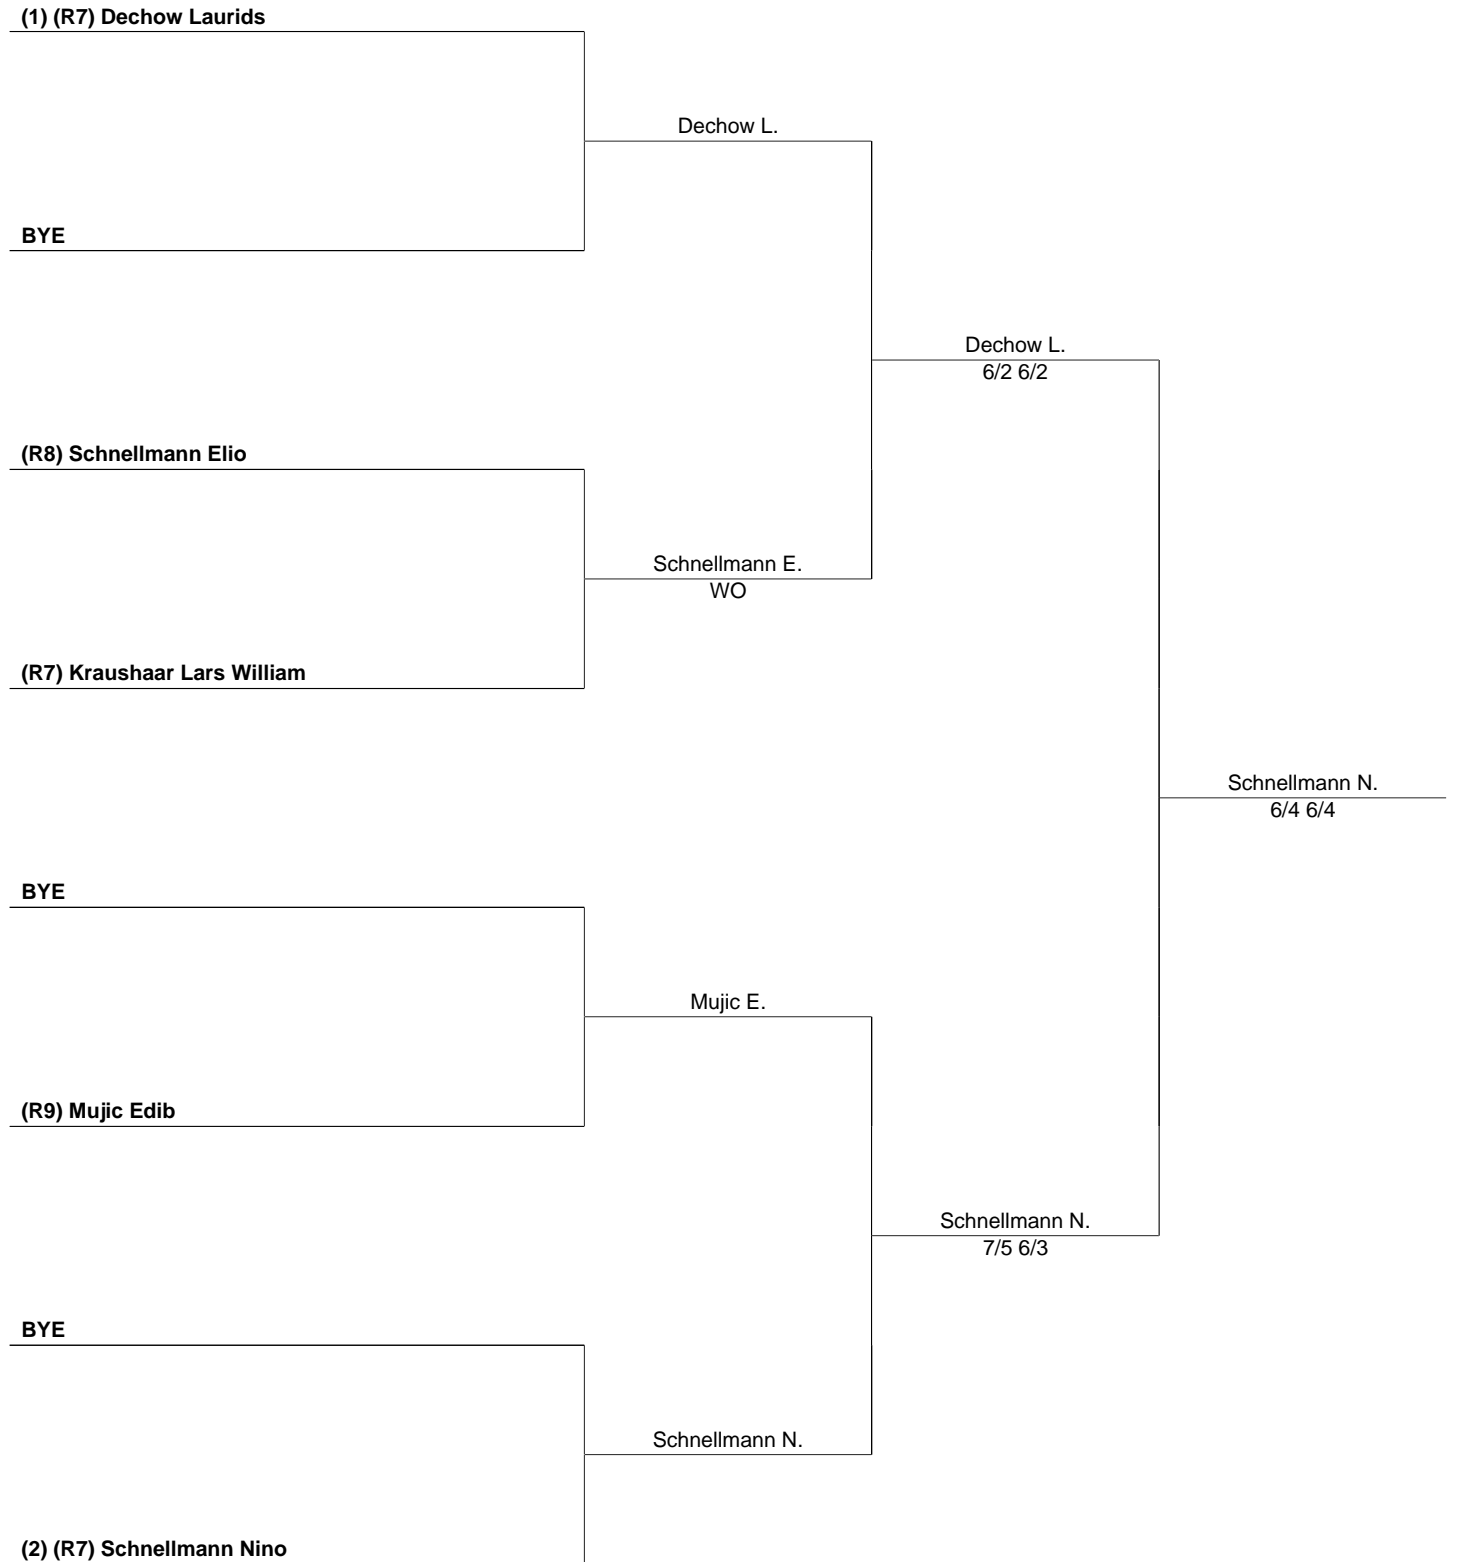 (1) (R7) Dechow Laurids
Dechow L.
BYE
Dechow L.
6/2 6/2
(R8) Schnellmann Elio
Schnellmann E.
WO
(R7) Kraushaar Lars William
Schnellmann N.
6/4 6/4
BYE
Mujic E.
(R9) Mujic Edib
Schnellmann N.
7/5 6/3
BYE
Schnellmann N.
(2) (R7) Schnellmann Nino